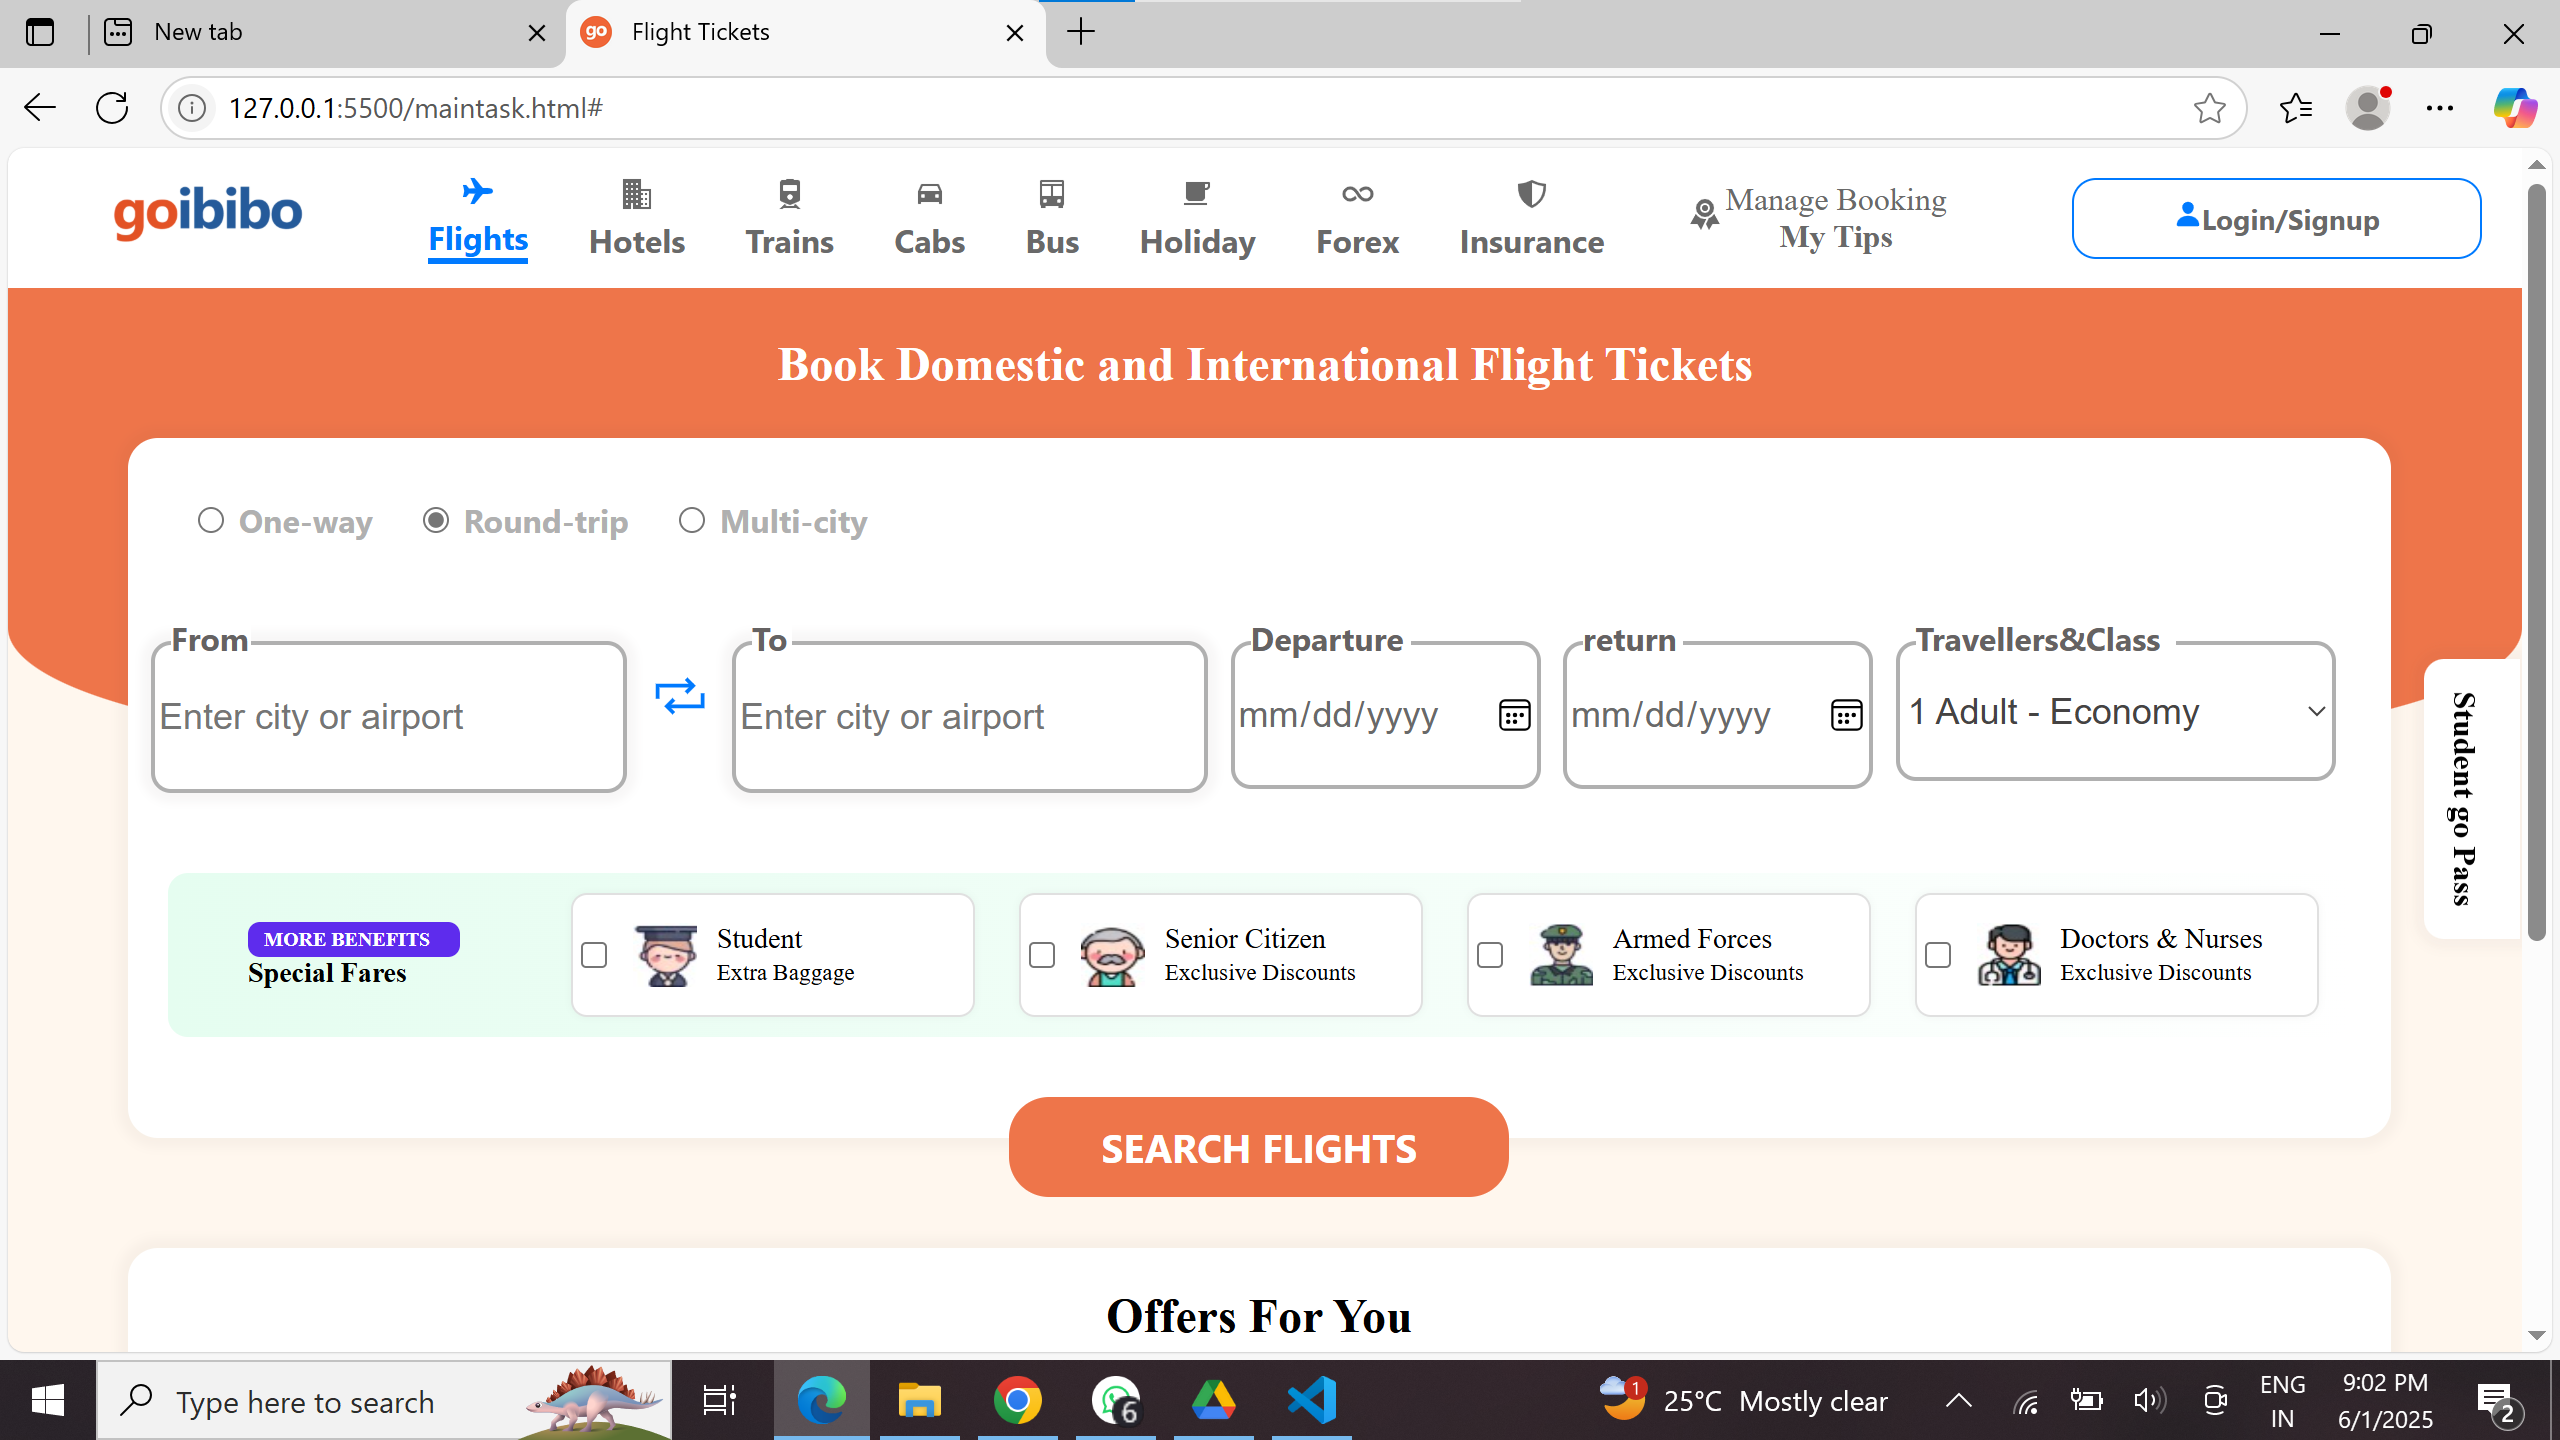 New tab
go Flight Tickets
127.0.0.1:5500/maintask.html#
goibibo
Flights
Hotels
Trains
Cabs
Bus
Holiday
Forex
Insurance
Manage Booking
My Tips
Login/Signup
Book Domestic and International Flight Tickets
One-way
Round-trip
Multi-city
From
Enter city or airport
To
Enter city or airport
Departure
mm/dd/yyyy
return
mm/dd/yyyy
Travellers&Class
1 Adult - Economy
Student go Pass
MORE BENEFITS
Special Fares
Student
Extra Baggage
Senior Citizen
Exclusive Discounts
Armed Forces
Exclusive Discounts
Doctors & Nurses
Exclusive Discounts
SEARCH FLIGHTS
Offers For You
Type here to search
6
1
25°C Mostly clear
ENG
IN
9:02 PM
6/1/2025
2